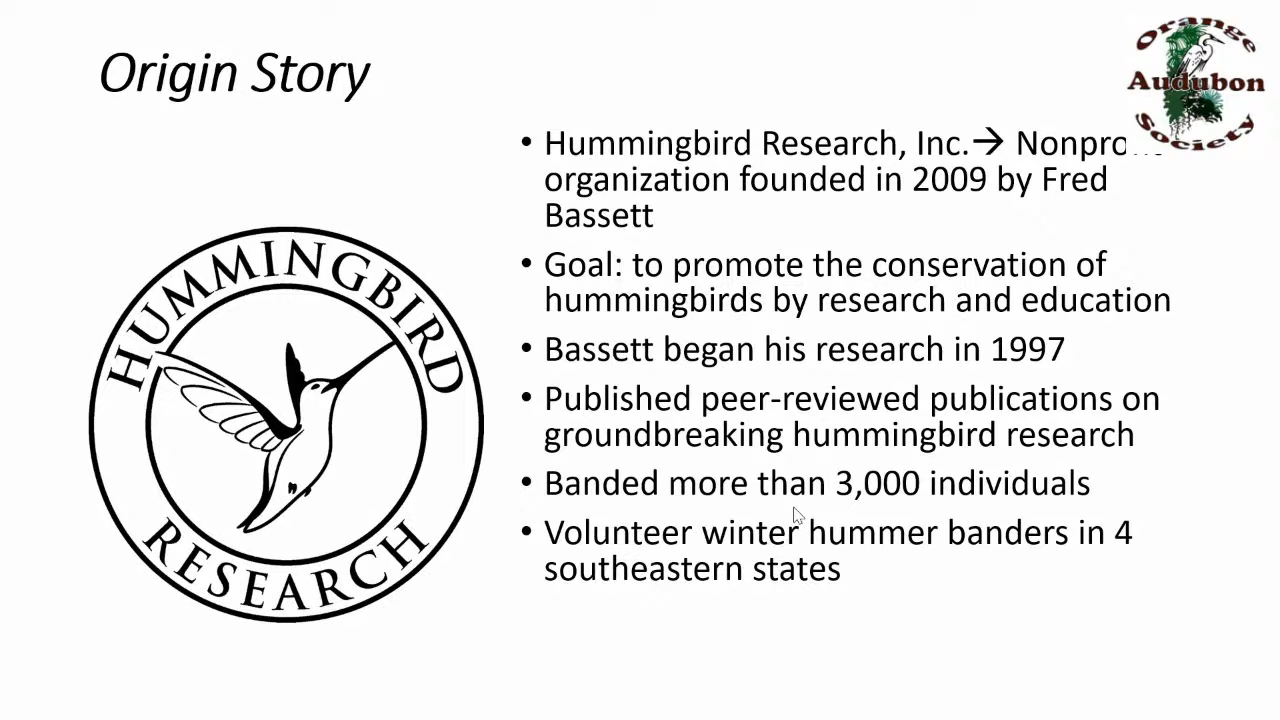 Origin Story
Orange
Audubon
Society
• Hummingbird Research, Inc.→
organization founded in 2009 by Fred
Bassett
• Goal: to promote the conservation of
hummingbirds by research and education
• Bassett began his research in 1997
• Published peer-reviewed publications on
groundbreaking hummingbird research
• Banded more than 3,000 individuals
• Volunteer winter hummer banders in 4
southeastern states
HUMMINGBIRD
RESEARCH